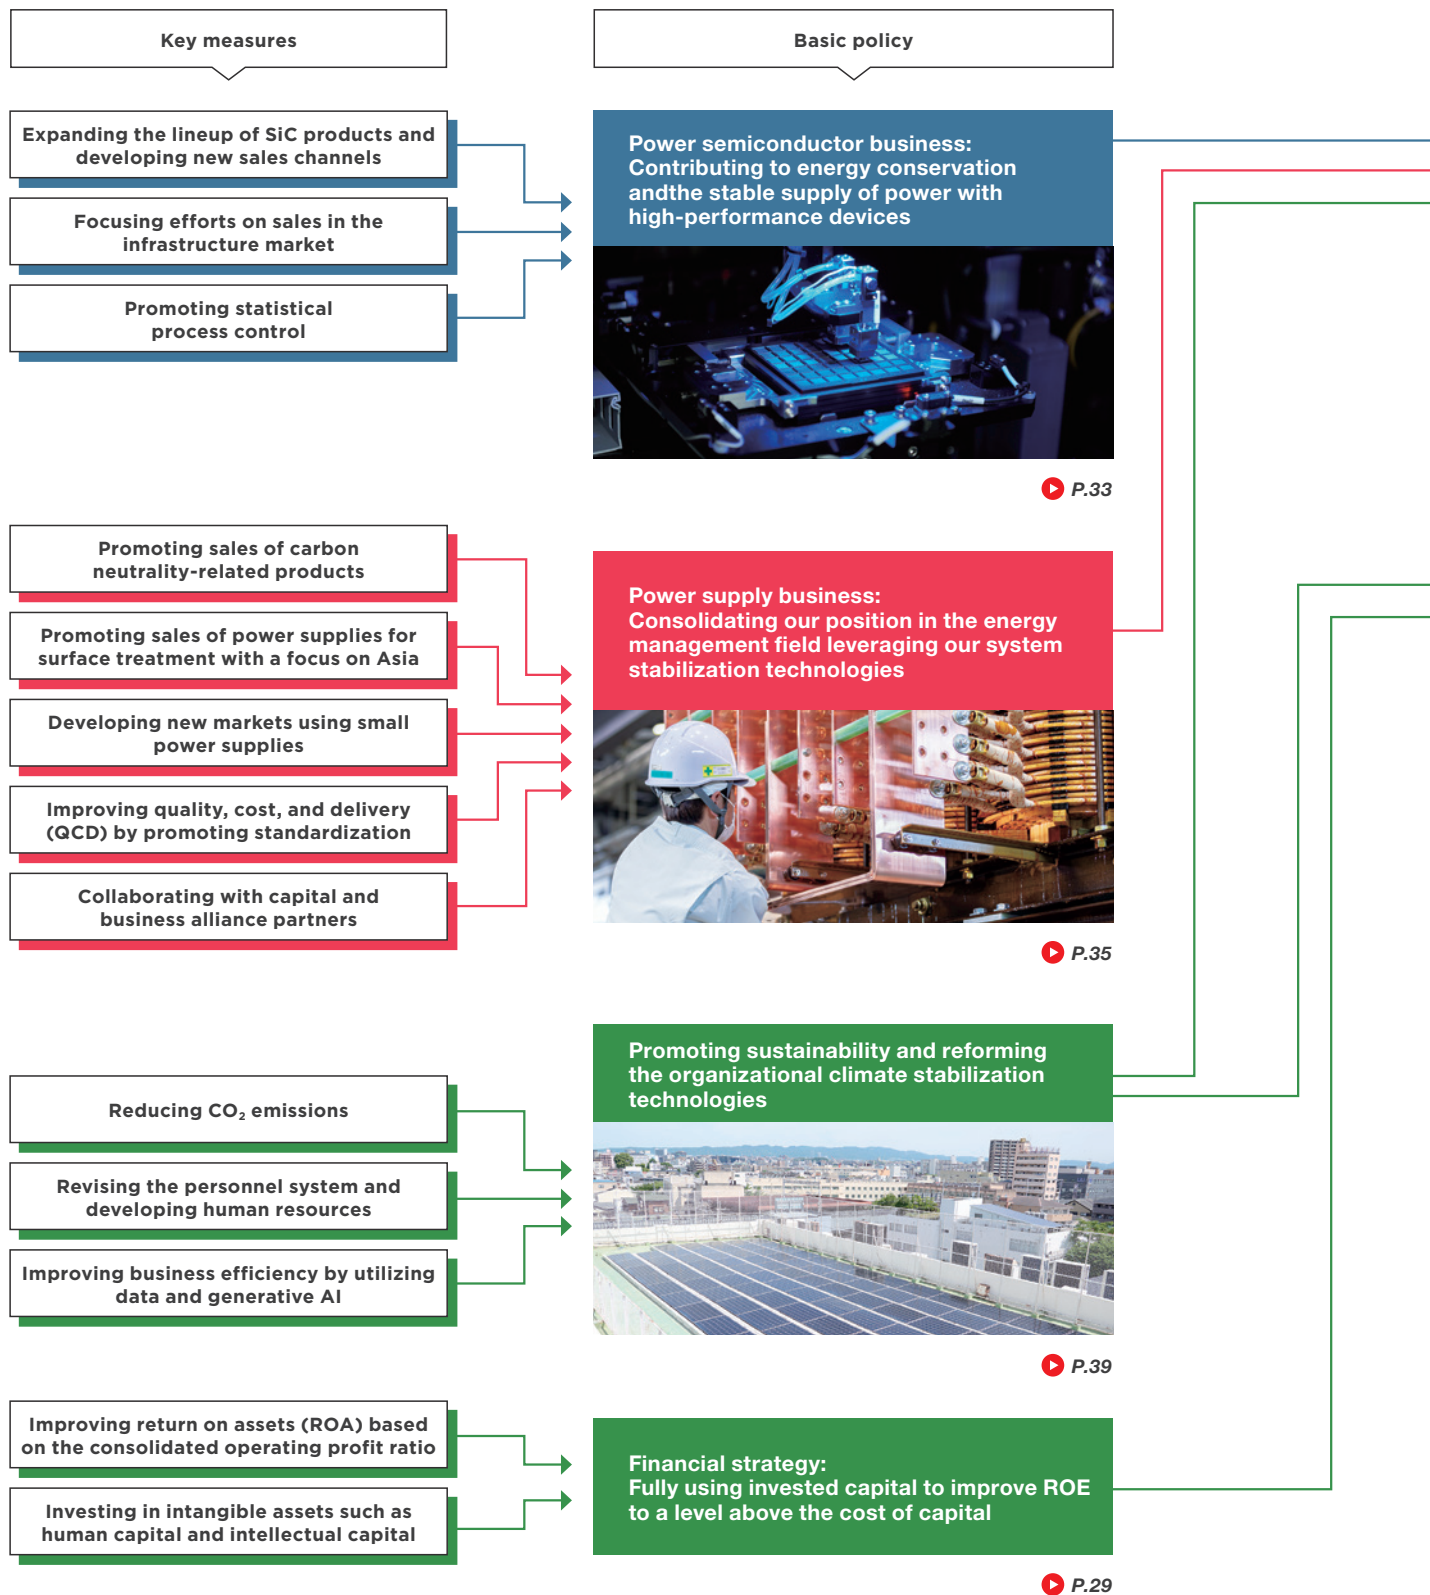 Key measures
Basic policy
Expanding the lineup of SiC products and
developing new sales channels
Focusing efforts on sales in the
infrastructure market
Promoting statistical
process control
Power semiconductor business:
Contributing to energy conservation
andthe stable supply of power with
high-performance devices
P.33
Promoting sales of carbon
neutrality-related products
Promoting sales of power supplies for
surface treatment with a focus on Asia
Developing new markets using small
power supplies
Improving quality, cost, and delivery
(QCD) by promoting standardization
Collaborating with capital and
business alliance partners
Power supply business:
Consolidating our position in the energy
management field leveraging our system
stabilization technologies
P.35
Reducing CO₂ emissions
Revising the personnel system and
developing human resources
Improving business efficiency by utilizing
data and generative AI
Promoting sustainability and reforming
the organizational climate stabilization
technologies
P.39
Improving return on assets (ROA) based
on the consolidated operating profit ratio
Investing in intangible assets such as
human capital and intellectual capital
Financial strategy:
Fully using invested capital to improve ROE
to a level above the cost of capital
P.29